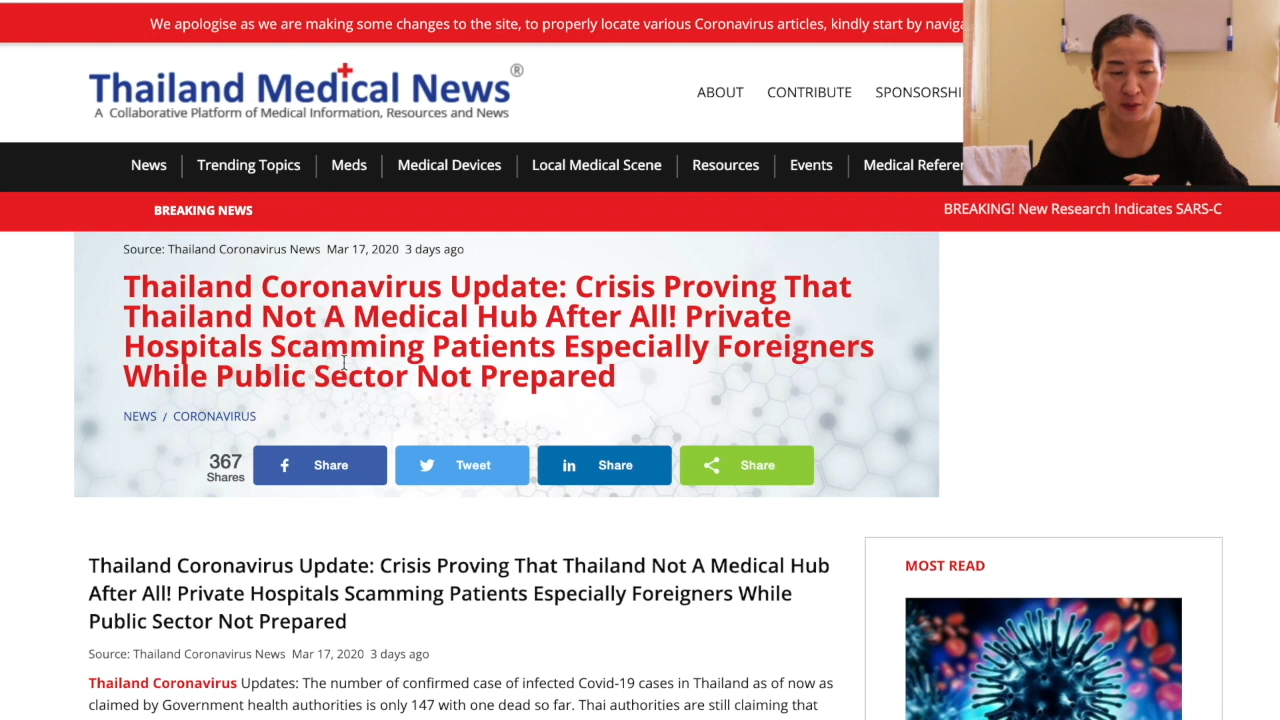 We apologise as we are making some changes to the site, to properly locate various Coronavirus articles, kindly start by naviga
Thailand Medical News®
A Collaborative Platform of Medical Information, Resources and News
ABOUT CONTRIBUTE SPONSORSHI
News Trending Topics Meds Medical Devices Local Medical Scene Resources Events Medical Refere
BREAKING NEWS BREAKING! New Research Indicates SARS-C
Source: Thailand Coronavirus News Mar 17, 2020 3 days ago
Thailand Coronavirus Update: Crisis Proving That
Thailand Not A Medical Hub After All! Private
Hospitals Scamming Patients Especially Foreigners
While Public Sector Not Prepared
NEWS / CORONAVIRUS
367
Shares
Share
Tweet
Share
Share
Thailand Coronavirus Update: Crisis Proving That Thailand Not A Medical Hub
After All! Private Hospitals Scamming Patients Especially Foreigners While
Public Sector Not Prepared
Source: Thailand Coronavirus News Mar 17, 2020 3 days ago
Thailand Coronavirus Updates: The number of confirmed case of infected Covid-19 cases in Thailand as of now as
claimed by Government health authorities is only 147 with one dead so far. Thai authorities are still claiming that
MOST READ